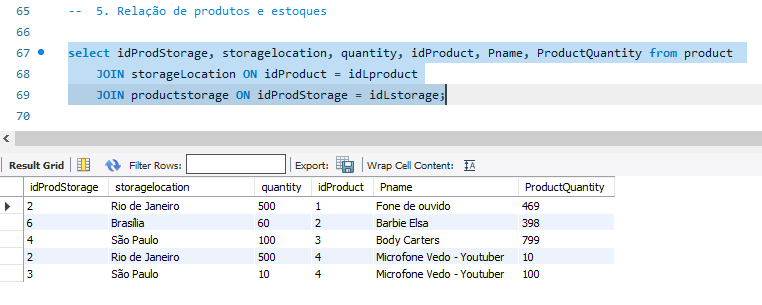 65 -- 5. Relação de produtos e estoques
66
67 select idProdStorage, storagelocation, quantity, idProduct, Pname, ProductQuantity from product
68 JOIN storageLocation ON idProduct = idLproduct
69 JOIN productstorage ON idProdStorage = idLstorage;
70
Result Grid Filter Rows: Export: Wrap Cell Content:
idProdStorage storagelocation quantity idProduct Pname ProductQuantity
2 Rio de Janeiro 500 1 Fone de ouvido 469
6 Brasília 60 2 Barbie Elsa 398
4 São Paulo 100 3 Body Carters 799
2 Rio de Janeiro 500 4 Microfone Vedo - Youtuber 10
3 São Paulo 10 4 Microfone Vedo - Youtuber 100